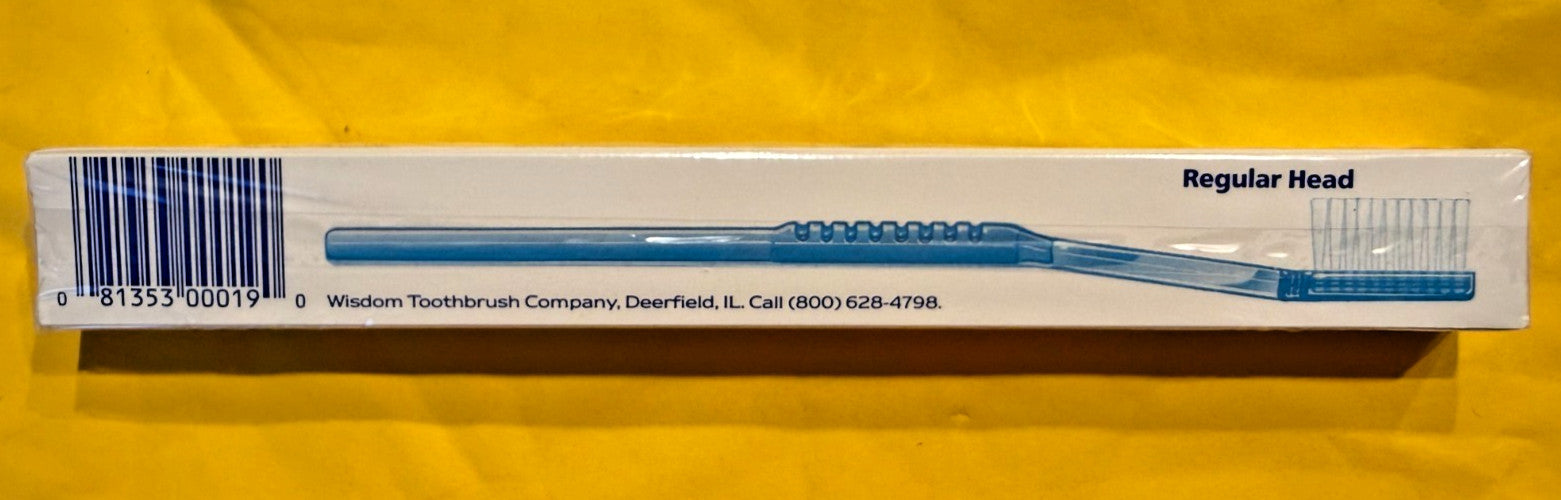 Regular Head
0 81353 00019 0
Wisdom Toothbrush Company, Deerfield, IL. Call (800) 628-4798.